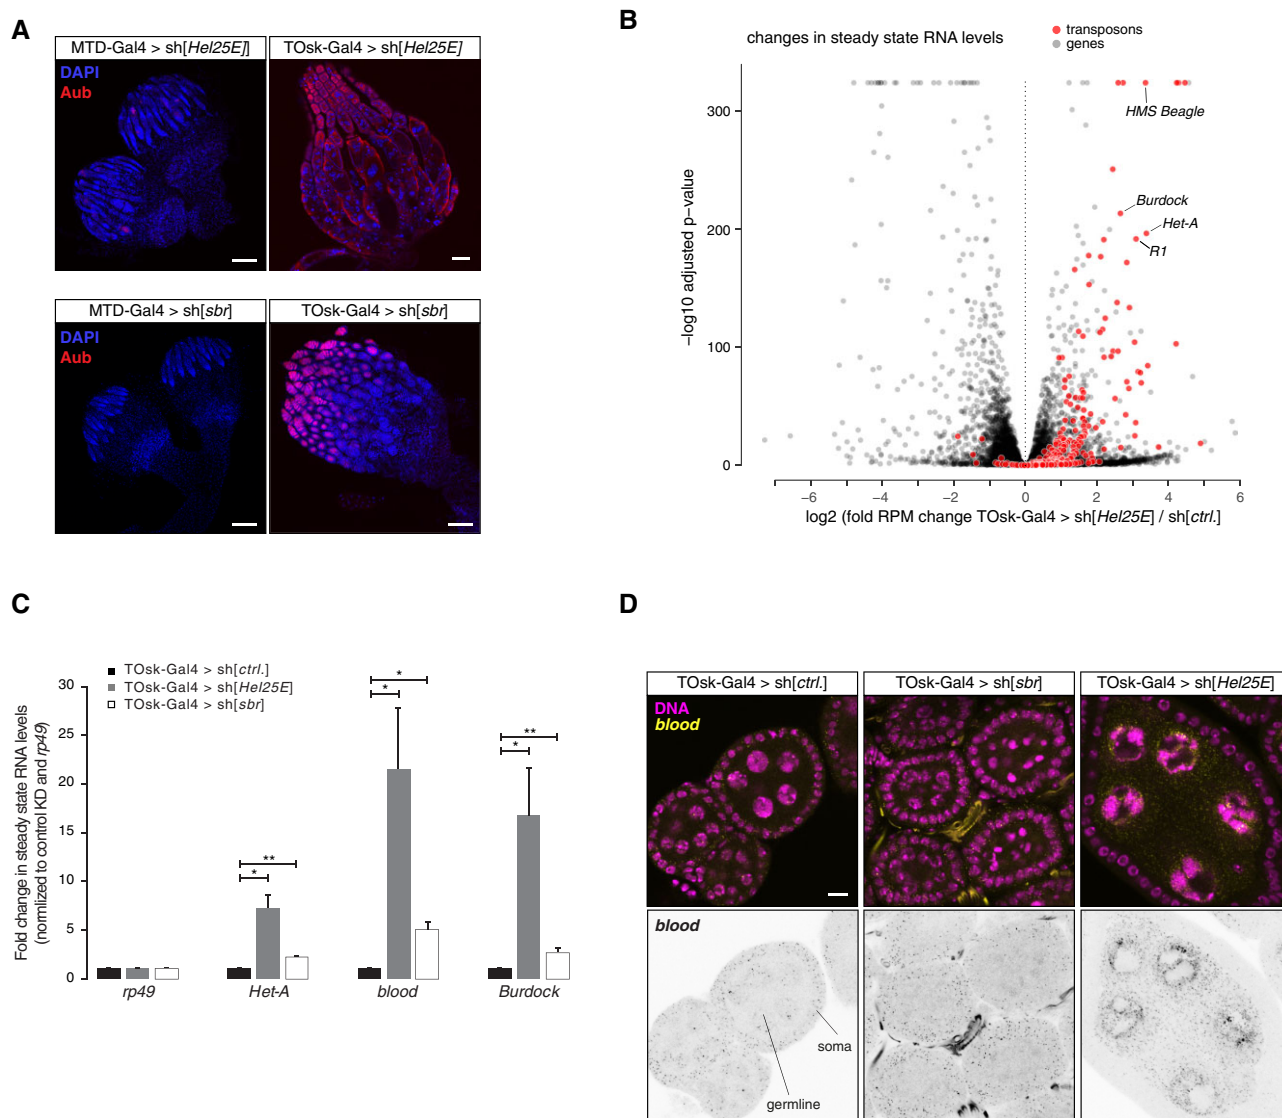 A
MTD-Gal4 > sh[Hel25E]]
TOsk-Gal4 > sh[Hel25E]
DAPI
Aub
MTD-Gal4 > sh[sbr]
TOsk-Gal4 > sh[sbr]
DAPI
Aub
B
changes in steady state RNA levels
transposons
genes
−log10 adjusted p−value
300
200
100
0
HMS Beagle
Burdock
Het-A
R1
−6
−4
−2
0
2
4
6
log2 (fold RPM change TOsk-Gal4 > sh[Hel25E] / sh[ctrl.]
C
TOsk-Gal4 > sh[ctrl.]
TOsk-Gal4 > sh[Hel25E]
TOsk-Gal4 > sh[sbr]
Fold change in steady state RNA levels
(normlized to control KD and rp49)
30
25
20
15
10
5
0
**
*
*
*
**
*
rp49
Het-A
blood
Burdock
D
TOsk-Gal4 > sh[ctrl.]
TOsk-Gal4 > sh[sbr]
TOsk-Gal4 > sh[Hel25E]
DNA
blood
blood
soma
germline